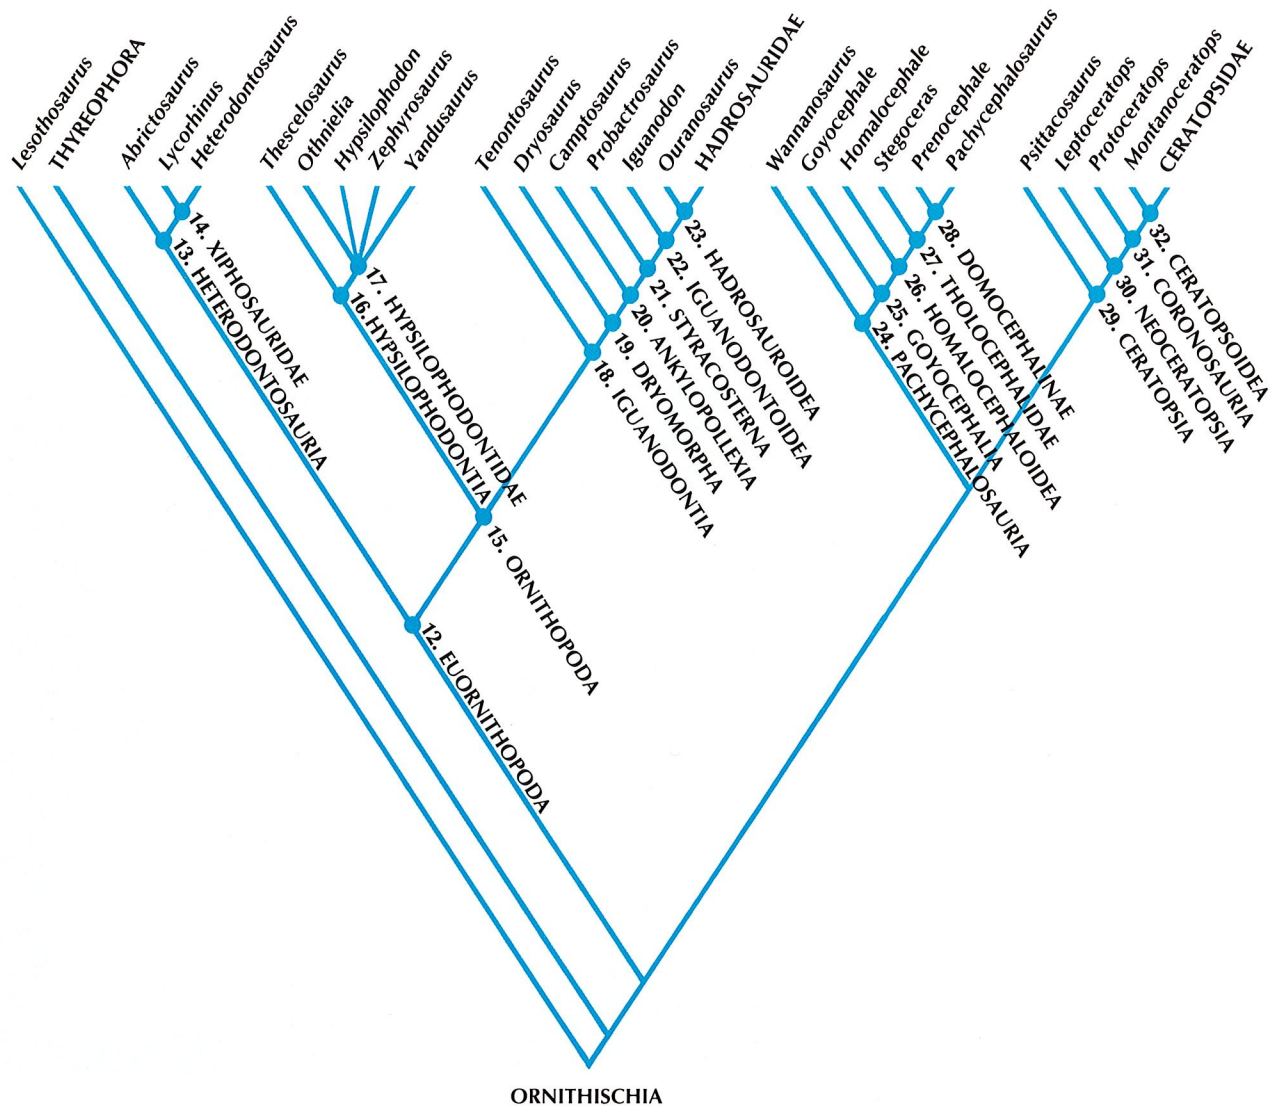 Lesothosaurus
THYREOPHORA
Abrictosaurus
Lycorhinus
Heterodontosaurus
Thescelosaurus
Othnielia
Hypsilophodon
Zephyrosaurus
Yandusaurus
Tenontosaurus
Dryosaurus
Camptosaurus
Probactrosaurus
Iguanodon
Ouranosaurus
HADROSAURIDAE
Wannanosaurus
Goyocephale
Homalocephale
Stegoceras
Prenocephale
Pachycephalosaurus
Psittacosaurus
Leptoceratops
Protoceratops
Montanoceratops
CERATOPSIDAE
14. XIPHOSAURIDAE
13. HETERODONTOSAURIA
17. HYPSILOPHODONTIDAE
16. HYPSILOPHODONTIA
23. HADROSAUROIDEA
22. IGUANODONTOIDEA
21. STYRACOSTERNA
20. ANKYLOPOLLEXIA
19. DRYOMORPHA
18. IGUANODONTIA
28. DOMOCEPHALINAE
27. THOLOCEPHALIDAE
26. HOMALOCEPHALOIDEA
25. GOYOCEPHALIA
24. PACHYCEPHALOSAURIA
32. CERATOPSOIDEA
31. CORONOSAURIA
30. NEOCERATOPSIA
29. CERATOPSIA
15. ORNITHOPODA
12. EUORNITHOPODA
ORNITHISCHIA